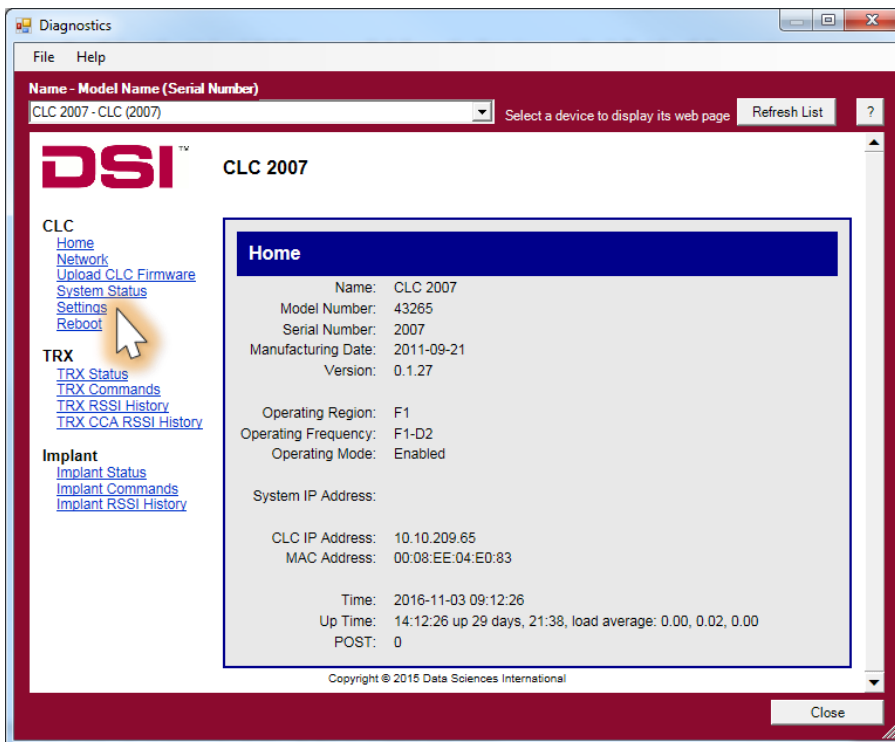 Diagnostics
File Help
Name - Model Name (Serial Number)
CLC 2007 - CLC (2007) Select a device to display its web page Refresh List ?
DSI™
CLC 2007
CLC
Home
Network
Upload CLC Firmware
System Status
Settings
Reboot
TRX
TRX Status
TRX Commands
TRX RSSI History
TRX CCA RSSI History
Implant
Implant Status
Implant Commands
Implant RSSI History
Home
Name: CLC 2007
Model Number: 43265
Serial Number: 2007
Manufacturing Date: 2011-09-21
Version: 0.1.27
Operating Region: F1
Operating Frequency: F1-D2
Operating Mode: Enabled
System IP Address:
CLC IP Address: 10.10.209.65
MAC Address: 00:08:EE:04:E0:83
Time: 2016-11-03 09:12:26
Up Time: 14:12:26 up 29 days, 21:38, load average: 0.00, 0.02, 0.00
POST: 0
Copyright © 2015 Data Sciences International
Close